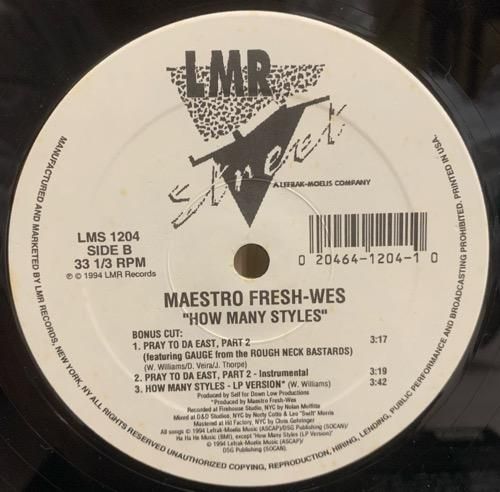 LMR
Street
A LEFRAK-MOELIS COMPANY
LMS 1204
SIDE B
33 1/3 RPM
℗ © 1994 LMR Records
0 20464-1204-1 0
MAESTRO FRESH-WES
"HOW MANY STYLES"
BONUS CUT:
1. PRAY TO DA EAST, PART 2 3:17
(featuring GAUGE from the ROUGH NECK BASTARDS)
(W. Williams/D. Veira/J. Thorpe)
2. PRAY TO DA EAST, PART 2 - Instrumental 3:19
3. HOW MANY STYLES - LP VERSION* (W. Williams) 3:42
Produced by Self for Down Low Productions
*Produced by Maestro Fresh-Wes
Recorded at Firehouse Studio, NYC by Nolan Moffitte
Mixed at D&D Studios, NYC by Norty Cotto & Leo "Swift" Morris
Mastered at Leo, NYC by Chris Gehringer
All songs © 1994 Lefrak-Moelis Music (ASCAP)/DSG Publishing (SOCAN)/
Ha Ha He Music (BMI), except "How Many Styles (LP Version)"
© 1994 Lefrak-Moelis Music (ASCAP)/
DSG Publishing (SOCAN).
MANUFACTURED AND MARKETED BY LMR RECORDS, NEW YORK, NY ALL RIGHTS RESERVED. UNAUTHORIZED COPYING, REPRODUCTION, HIRING, LENDING, PUBLIC PERFORMANCE AND BROADCASTING PROHIBITED. PRINTED IN USA.